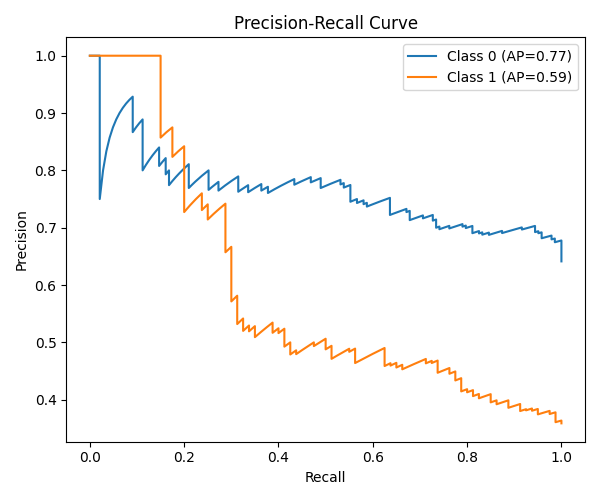 Precision-Recall Curve
Class 0 (AP=0.77)
Class 1 (AP=0.59)
Precision
1.0
0.9
0.8
0.7
0.6
0.5
0.4
0.0 0.2 0.4 0.6 0.8 1.0
Recall